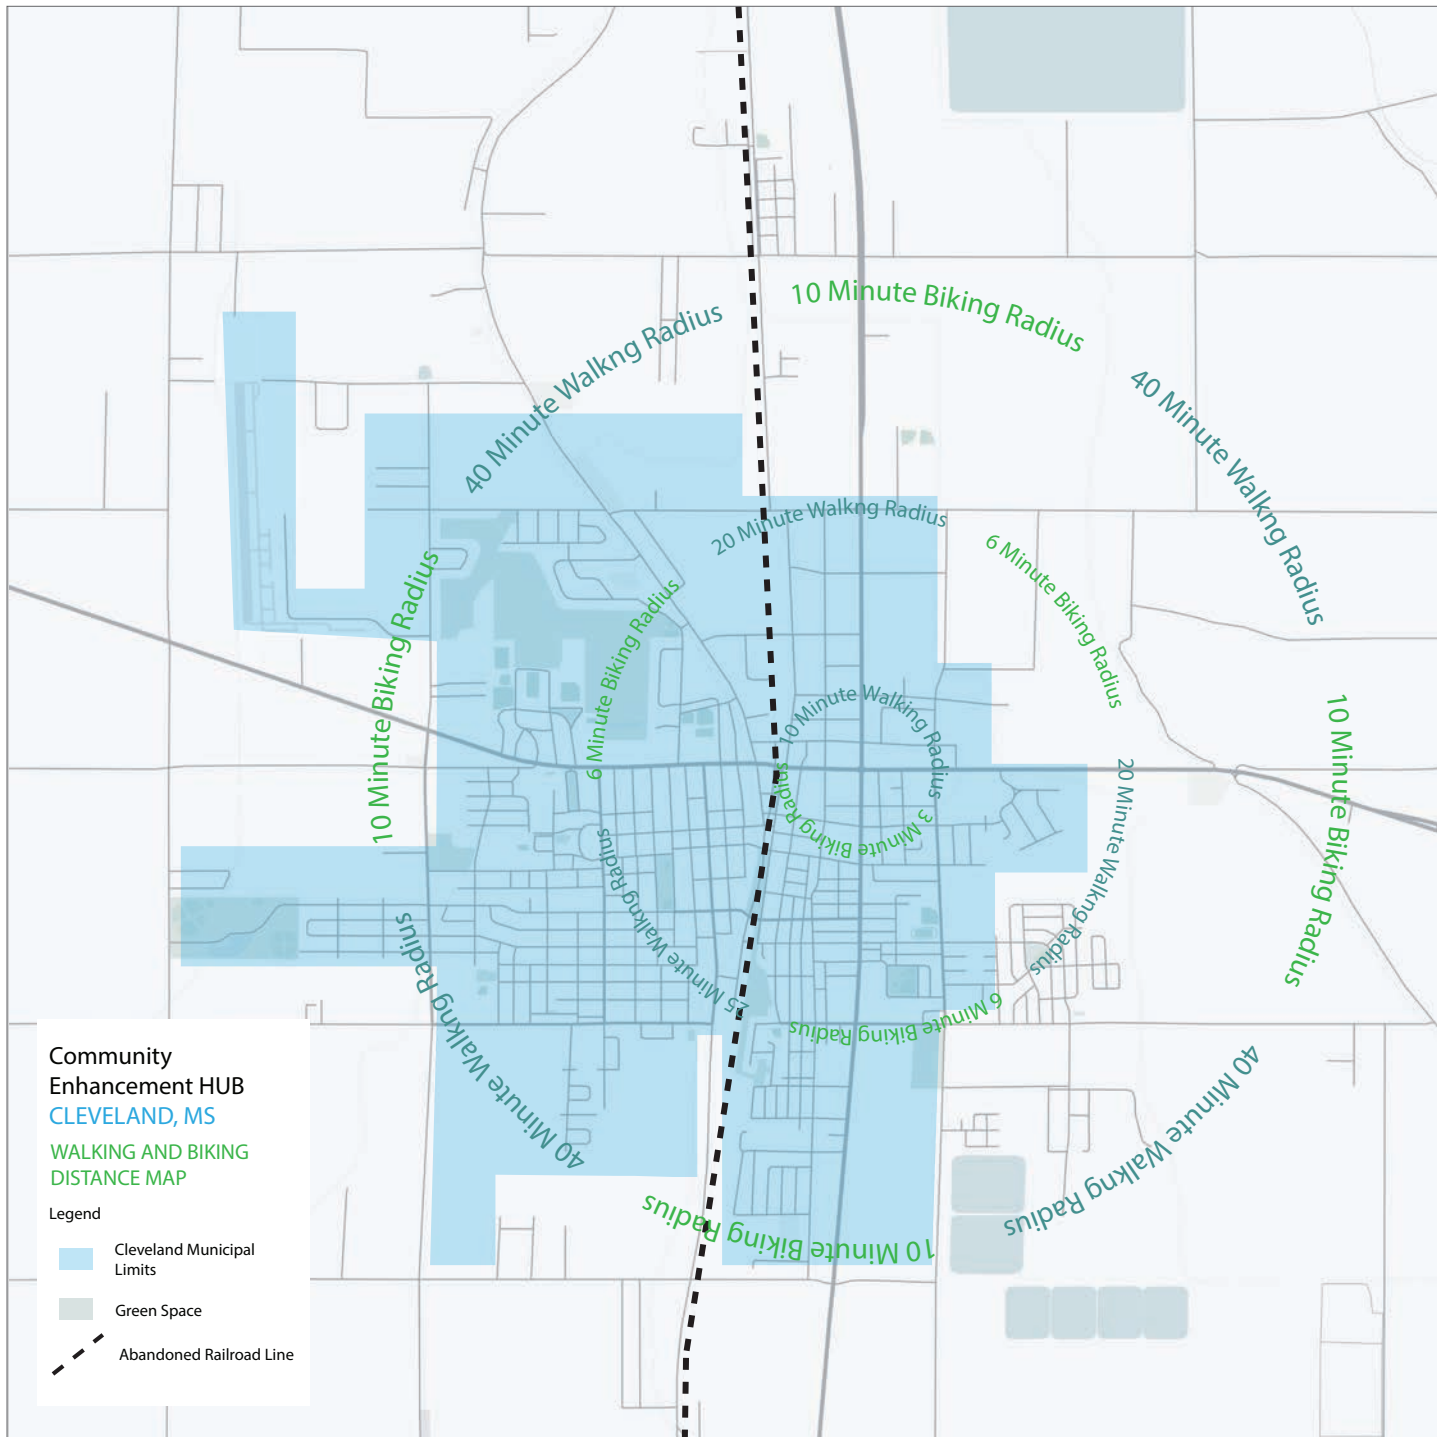 10 Minute Biking Radius
40 Minute Walkng Radius
40 Minute Walkng Radius
20 Minute Walkng Radius
6 Minute Biking Radius
10 Minute Biking Radius
6 Minute Biking Radius
10 Minute Walking Radius
3 Minute Biking Radius
10 Minute Biking Radius
20 Minute Walkng Radius
25 Minute Walkng Radius
40 Minute Walkng Radius
6 Minute Biking Radius
40 Minute Walkng Radius
10 Minute Biking Radius
Community
Enhancement HUB
CLEVELAND, MS
WALKING AND BIKING
DISTANCE MAP
Legend
Cleveland Municipal
Limits
Green Space
Abandoned Railroad Line